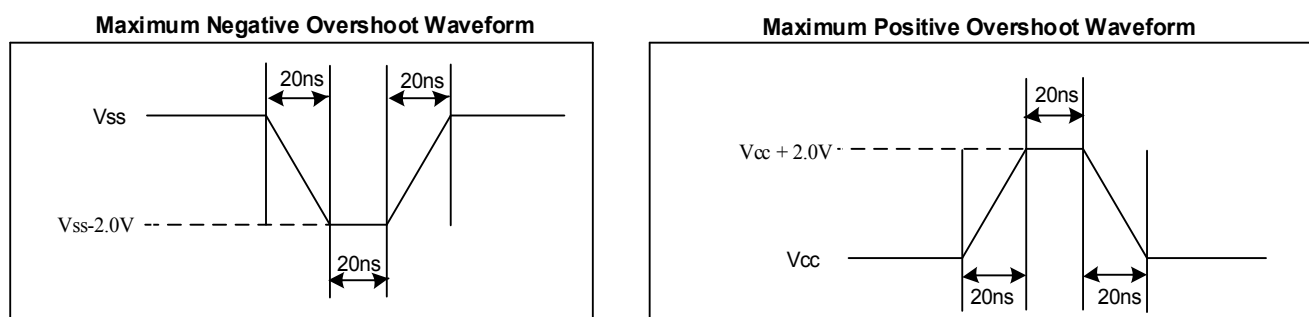 Maximum Negative Overshoot Waveform
20ns
20ns
Vss
Vss-2.0V
20ns
Maximum Positive Overshoot Waveform
20ns
Vcc + 2.0V
Vcc
20ns
20ns